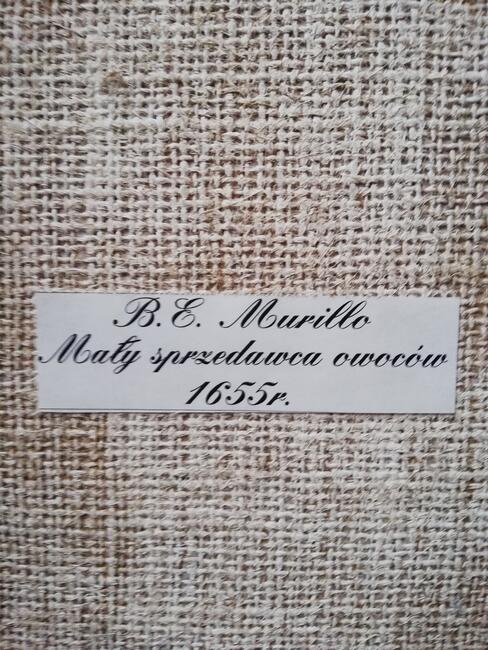 B.E. Murillo
Mały sprzedawca owoców
1655r.